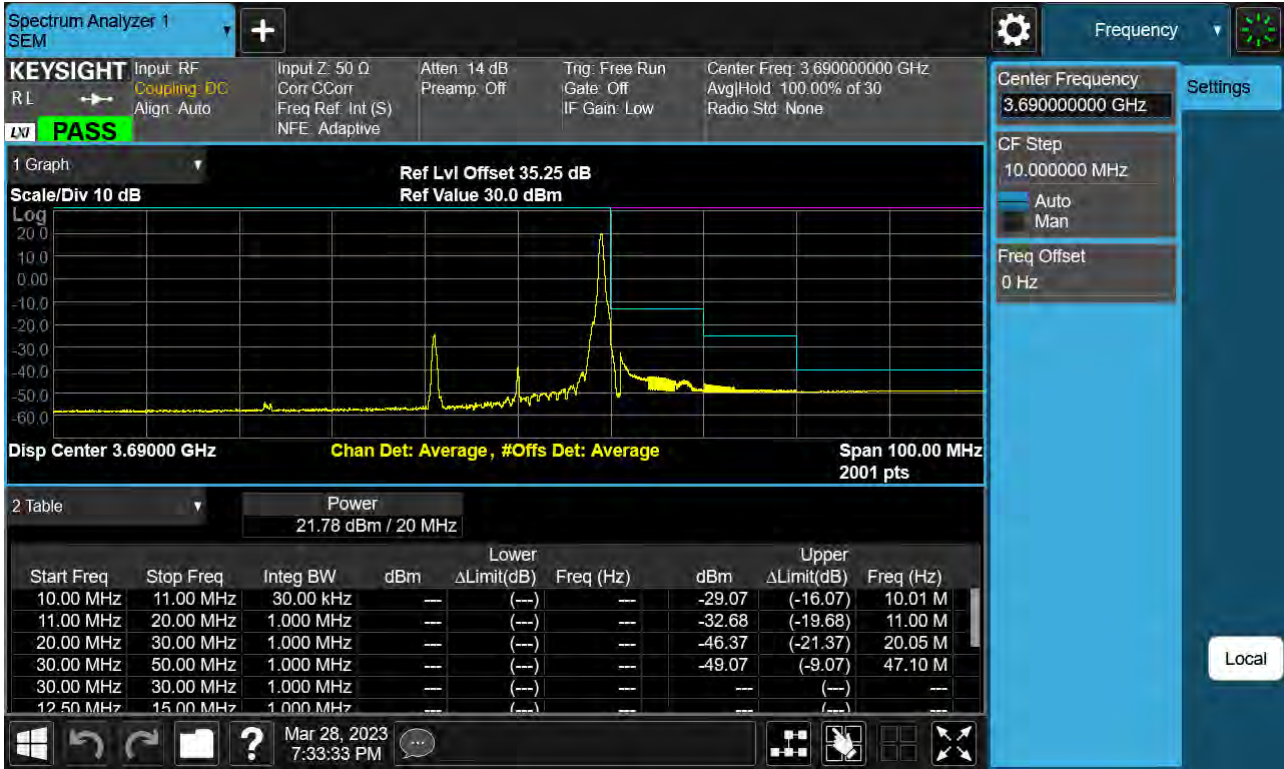 Spectrum Analyzer 1
SEM
+
Frequency
KEYSIGHT
RL
LXI
PASS
Input: RF
Coupling: DC
Align: Auto
Input Z: 50 Ω
Corr CCorr
Freq Ref: Int (S)
NFE: Adaptive
Atten: 14 dB
Preamp: Off
Trig: Free Run
Gate: Off
IF Gain: Low
Center Freq: 3.690000000 GHz
Avg|Hold: 100.00% of 30
Radio Std: None
Center Frequency
3.690000000 GHz
Settings
CF Step
10.000000 MHz
Auto
Man
Freq Offset
0 Hz
Local
1 Graph
Scale/Div 10 dB
Ref Lvl Offset 35.25 dB
Ref Value 30.0 dBm
Log
20.0
10.0
0.00
-10.0
-20.0
-30.0
-40.0
-50.0
-60.0
Disp Center 3.69000 GHz
Chan Det: Average, #Offs Det: Average
Span 100.00 MHz
2001 pts
2 Table
Power
21.78 dBm / 20 MHz
Lower Upper
Start Freq Stop Freq Integ BW dBm ΔLimit(dB) Freq (Hz) dBm ΔLimit(dB) Freq (Hz)
10.00 MHz 11.00 MHz 30.00 kHz --- (---) --- -29.07 (-16.07) 10.01 M
11.00 MHz 20.00 MHz 1.000 MHz --- (---) --- -32.68 (-19.68) 11.00 M
20.00 MHz 30.00 MHz 1.000 MHz --- (---) --- -46.37 (-21.37) 20.05 M
30.00 MHz 50.00 MHz 1.000 MHz --- (---) --- -49.07 (-9.07) 47.10 M
30.00 MHz 30.00 MHz 1.000 MHz --- (---) --- --- (---) ---
12.50 MHz 15.00 MHz 1.000 MHz --- (---) --- --- (---) ---
?
Mar 28, 2023
7:33:33 PM